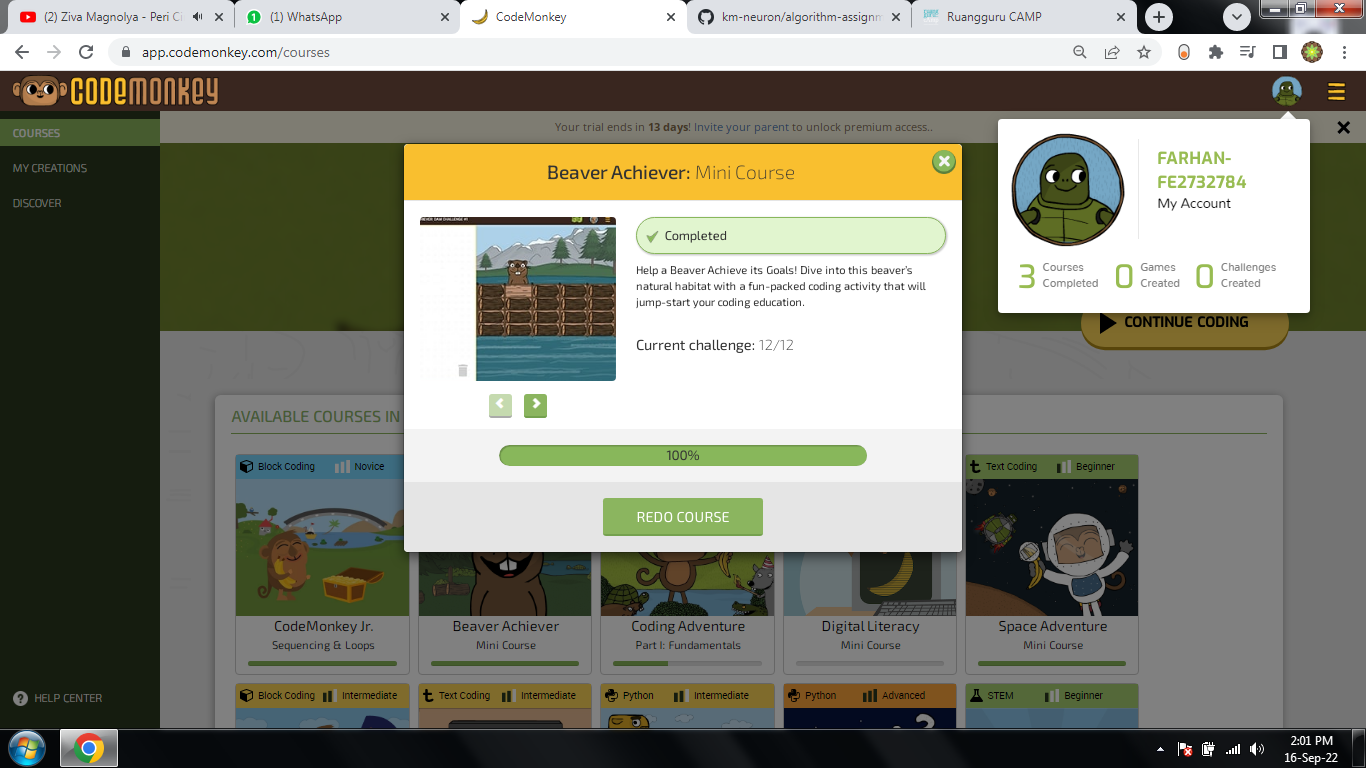 (2) Ziva Magnolya - Peri Ci
(1) WhatsApp
CodeMonkey
km-neuron/algorithm-assignm
Ruangguru CAMP
app.codemonkey.com/courses
CODEMONKEY
COURSES
MY CREATIONS
DISCOVER
HELP CENTER
Your trial ends in 13 days! Invite your parent to unlock premium access..
FARHAN-
FE2732784
My Account
3 Courses Completed
0 Games Created
0 Challenges Created
CONTINUE CODING
Beaver Achiever: Mini Course
BEAVER DAM CHALLENGE #1
Completed
Help a Beaver Achieve its Goals! Dive into this beaver's
natural habitat with a fun-packed coding activity that will
jump-start your coding education.
Current challenge: 12/12
100%
REDO COURSE
AVAILABLE COURSES IN
Block Coding Novice
Text Coding Beginner
CodeMonkey Jr.
Sequencing & Loops
Beaver Achiever
Mini Course
Coding Adventure
Part I: Fundamentals
Digital Literacy
Mini Course
Space Adventure
Mini Course
Block Coding Intermediate
Text Coding Intermediate
Python Intermediate
Python Advanced
STEM Beginner
2:01 PM
16-Sep-22